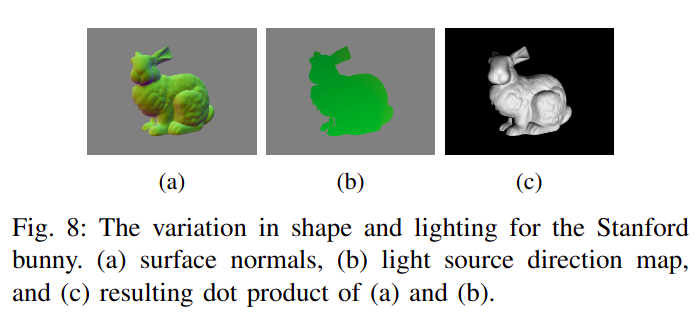 (a)
(b)
(c)
Fig. 8: The variation in shape and lighting for the Stanford
bunny. (a) surface normals, (b) light source direction map,
and (c) resulting dot product of (a) and (b).